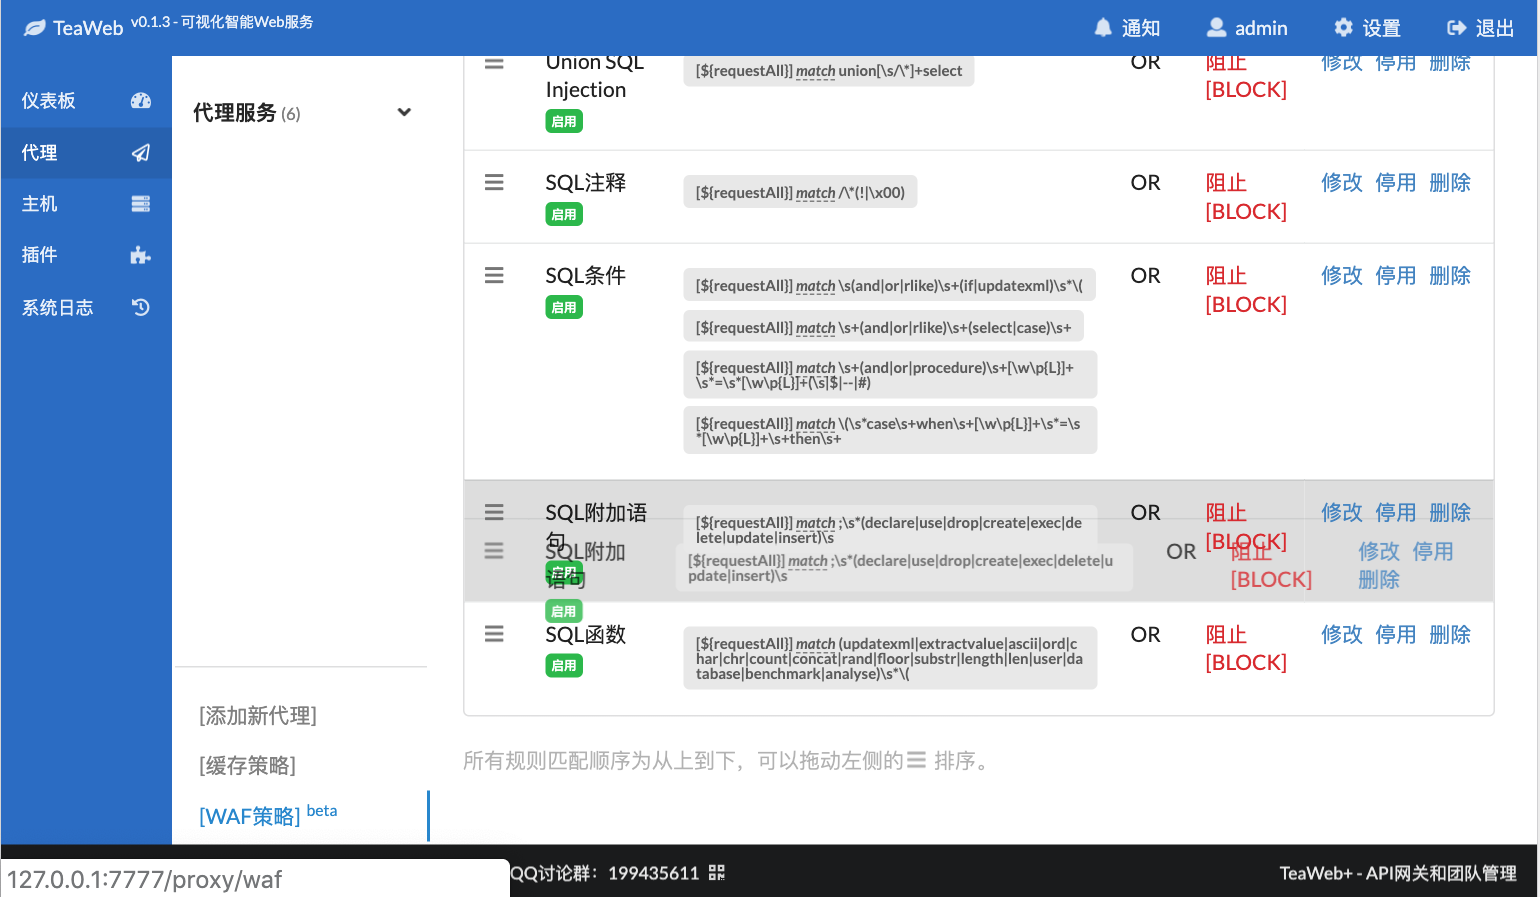 TeaWeb v0.1.3 - 可视化智能Web服务
通知
admin
设置
退出
仪表板
代理
主机
插件
系统日志
代理服务 (6)
[添加新代理]
[缓存策略]
[WAF策略] beta
Union SQL
Injection
启用
[${requestAll}] match union[\s/\*]+select
OR
阻止
[BLOCK]
修改 停用 删除
SQL注释
启用
[${requestAll}] match /\*(!|\x00)
OR
阻止
[BLOCK]
修改 停用 删除
SQL条件
启用
[${requestAll}] match \s(and|or|rlike)\s+(if|updatexml)\s*\(
[${requestAll}] match \s+(and|or|rlike)\s+(select|case)\s+
[${requestAll}] match \s+(and|or|procedure)\s+[\w\p{L}]+
\s*=\s*[\w\p{L}]+(\s|$|--|#)
[${requestAll}] match \(\s*case\s+when\s+[\w\p{L}]+\s*=\s
*[\w\p{L}]+\s+then\s+
OR
阻止
[BLOCK]
修改 停用 删除
SQL附加语
句
启用
[${requestAll}] match ;\s*(declare|use|drop|create|exec|de
lete|update|insert)\s
OR
阻止
[BLOCK]
修改 停用 删除
SQL附加
语句
启用
[${requestAll}] match ;\s*(declare|use|drop|create|exec|delete|u
pdate|insert)\s
OR
阻止
[BLOCK]
修改 停用
删除
SQL函数
启用
[${requestAll}] match (updatexml|extractvalue|ascii|ord|c
har|chr|count|concat|rand|floor|substr|length|len|user|da
tabase|benchmark|analyse)\s*\(
OR
阻止
[BLOCK]
修改 停用 删除
所有规则匹配顺序为从上到下，可以拖动左侧的☰ 排序。
127.0.0.1:7777/proxy/waf
QQ讨论群：199435611
TeaWeb+ - API网关和团队管理